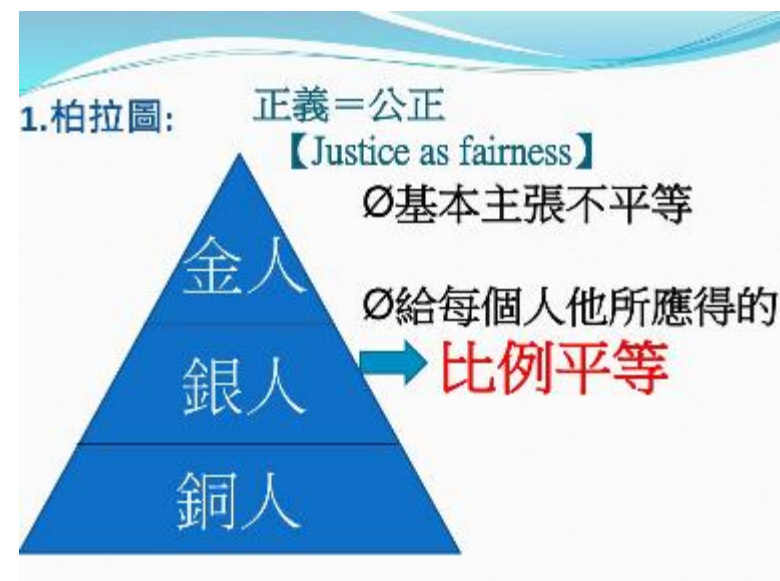 1.柏拉圖:
正義＝公正
【Justice as fairness】
Ø基本主張不平等
Ø給每個人他所應得的
比例平等
金人
銀人
銅人